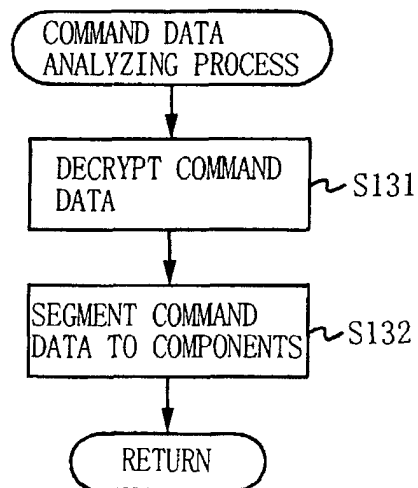 COMMAND DATA
ANALYZING PROCESS
DECRYPT COMMAND
DATA
S131
SEGMENT COMMAND
DATA TO COMPONENTS
S132
RETURN